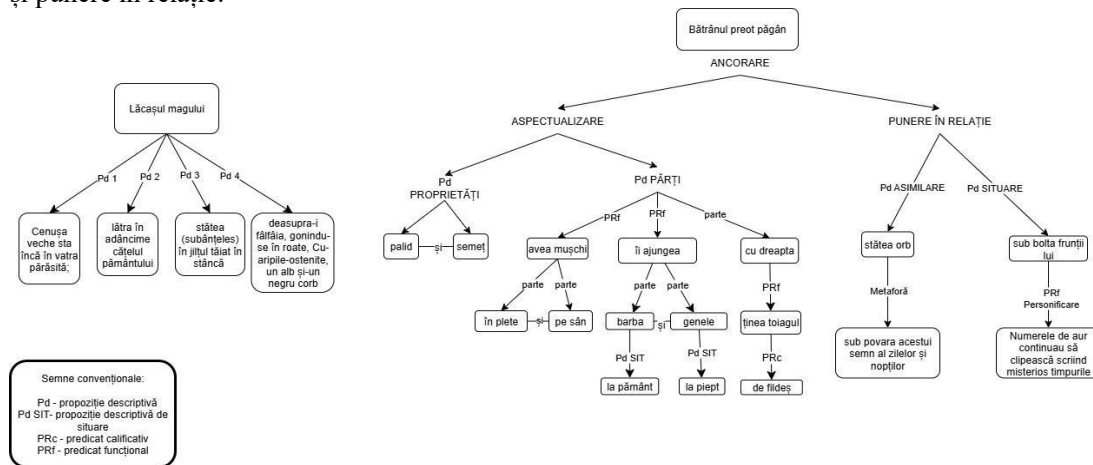 și punere în relație.
Lăcașul magului
Pd 1
Pd 2
Pd 3
Pd 4
Cenușa
veche sta
încă în vatra
părăsită;
lătra în
adâncime
cățelul
pământului
stătea
(subânțeles)
în jilțul tăiat în
stâncă
deasupra-i
fâlfâia, gonindu-
se în roate, Cu-
aripile-ostenite,
un alb și-un
negru corb
Semne convenționale:
Pd - propoziție descriptivă
Pd SIT- propoziție descriptivă de
situare
PRc - predicat calificativ
PRf - predicat funcțional
Bătrânul preot păgân
ANCORARE
ASPECTUALIZARE
PUNERE ÎN RELAȚIE
Pd
PROPRIETĂȚI
Pd PĂRȚI
Pd ASIMILARE
Pd SITUARE
palid
și
semeț
PRf
PRf
parte
avea mușchi
îi ajungea
cu dreapta
stătea orb
sub bolta frunții
lui
parte
parte
parte
parte
PRf
Metaforă
PRf
Personificare
în plete
și
pe sân
barba
și
genele
ținea toiagul
Pd SIT
Pd SIT
PRc
la pământ
la piept
de fildeș
sub povara acestui
semn al zilelor și
nopților
Numerele de aur
continuau să
clipească scriind
misterios timpurile